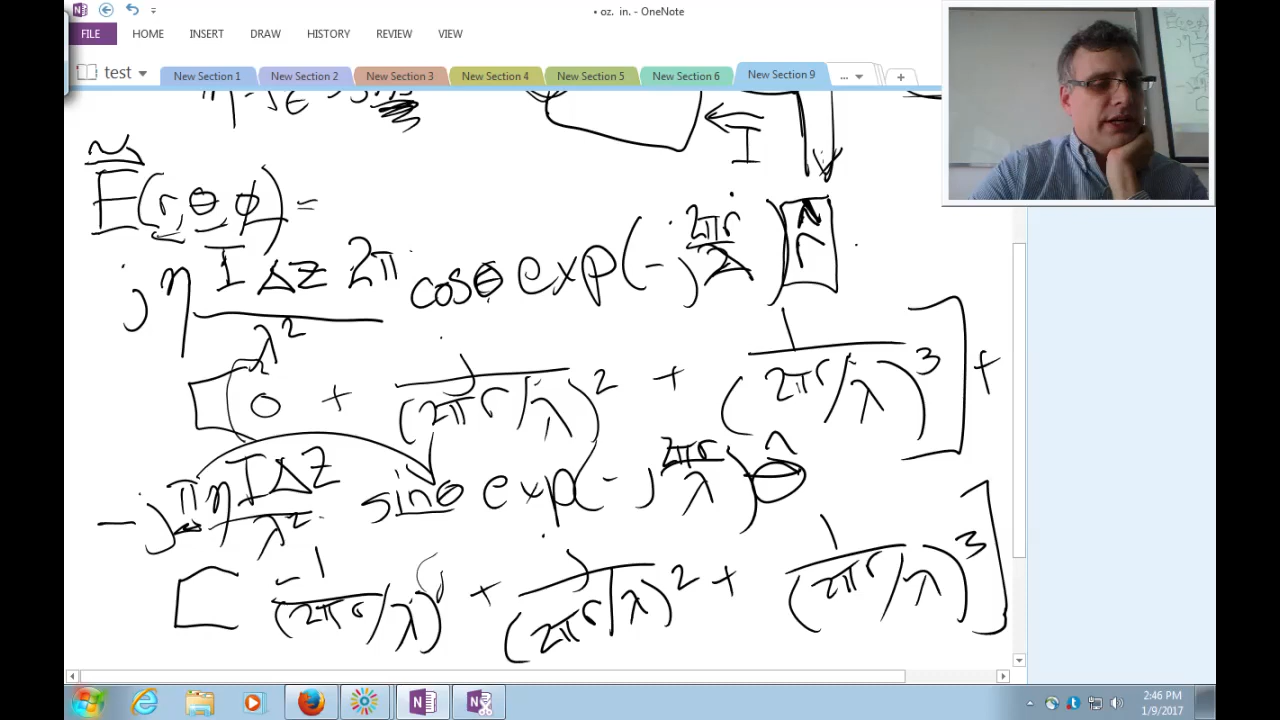 • oz. in. - OneNote
FILE HOME INSERT DRAW HISTORY REVIEW VIEW
test New Section 1 New Section 2 New Section 3 New Section 4 New Section 5 New Section 6 New Section 9 ... +
I
Ẽ(r, θ, φ) =
jη IΔz 2π / λ² cosθ exp(-j 2πr/λ) r̂
[0 + j/(2πr/λ)² + 1/(2πr/λ)³] +
-jπη IΔz / λ² sinθ exp(-j 2πr/λ) θ̂
[-1/(2πr/λ) + j/(2πr/λ)² + 1/(2πr/λ)³]
2:46 PM
1/9/2017